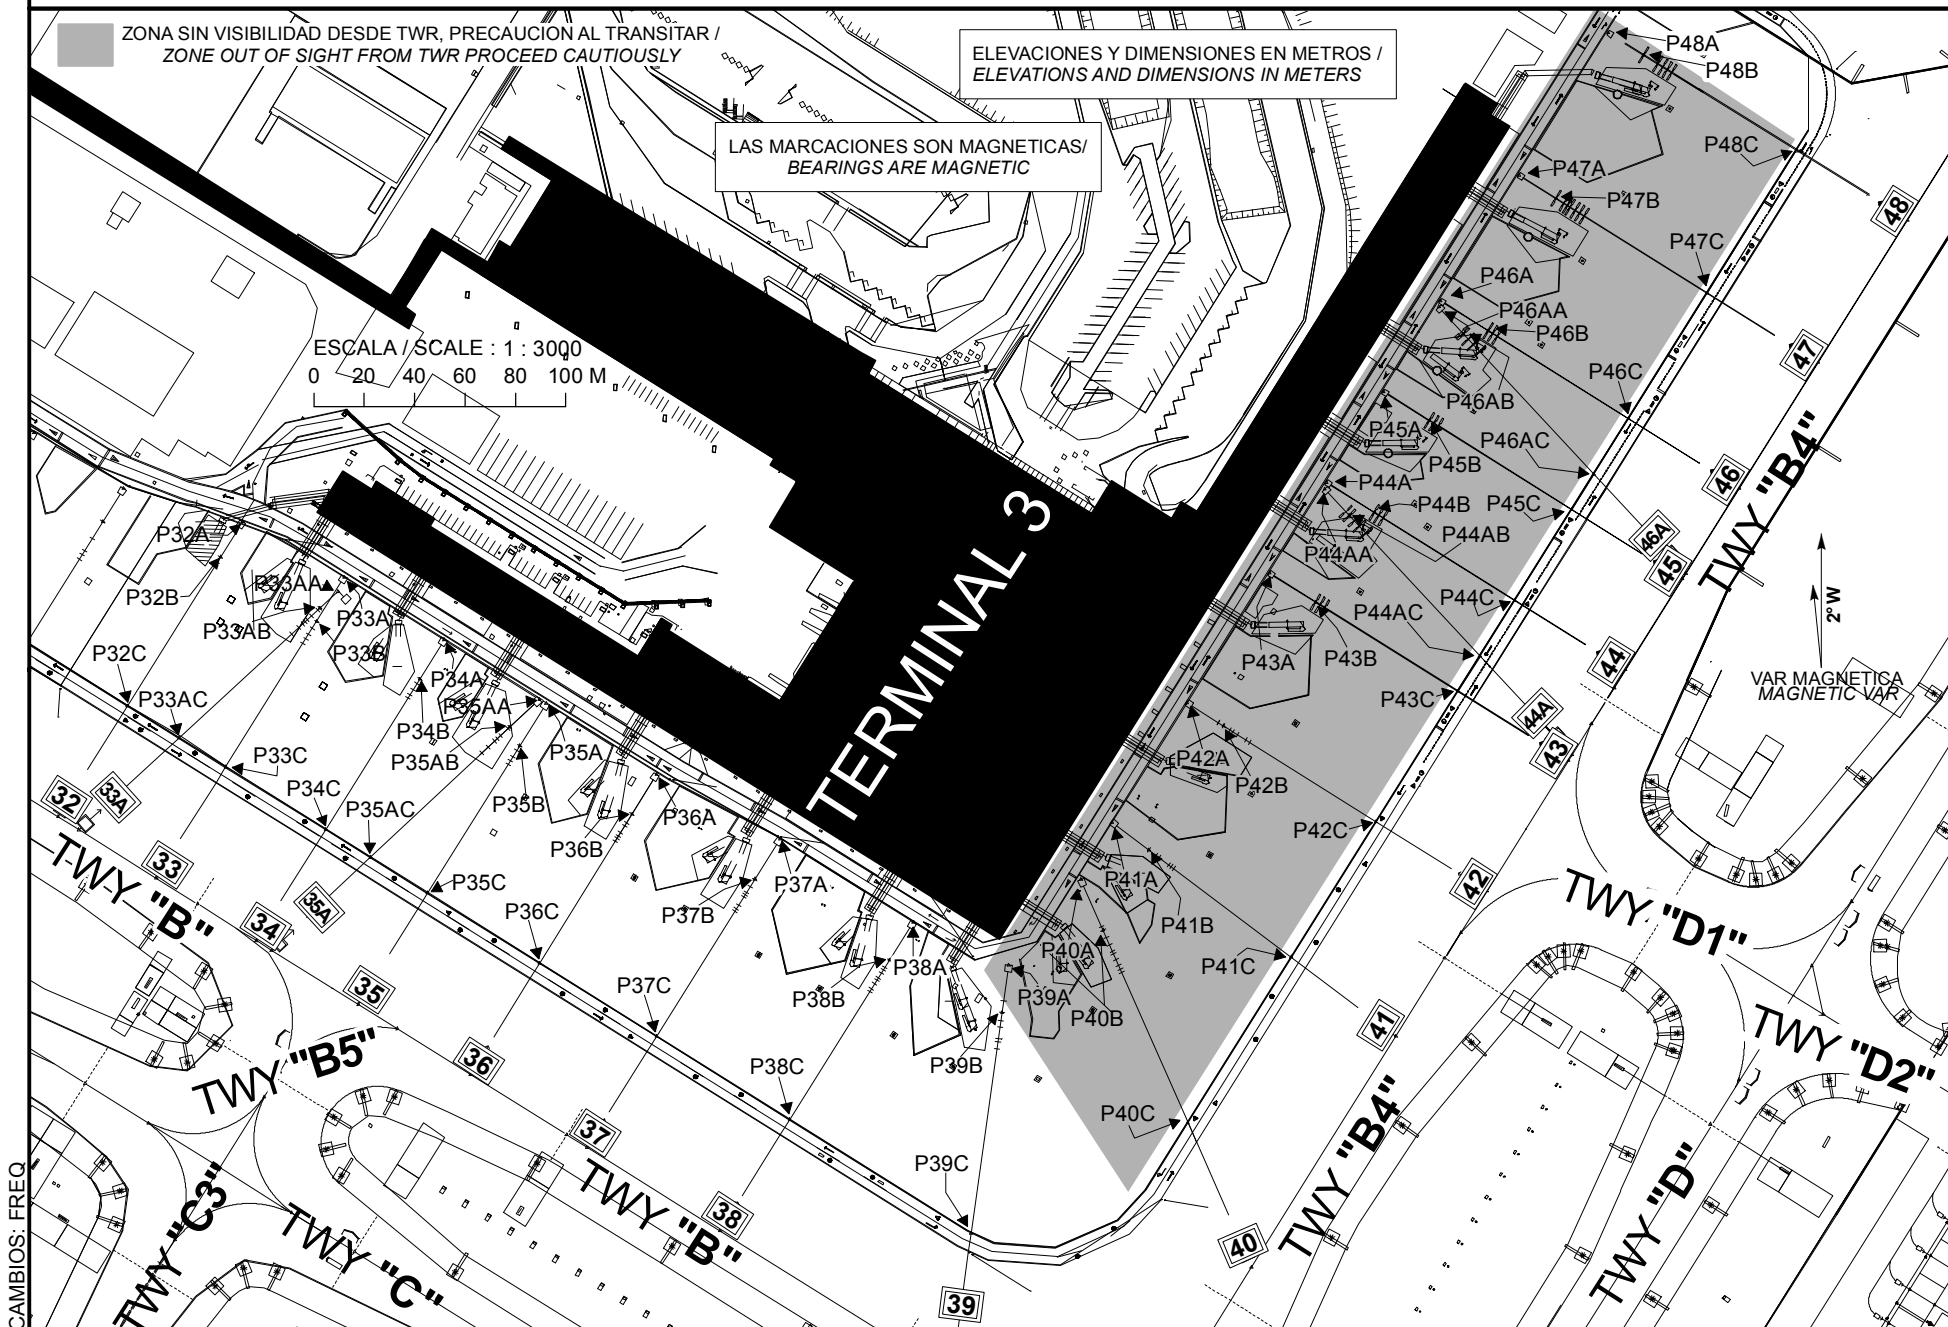 ZONA SIN VISIBILIDAD DESDE TWR, PRECAUCION AL TRANSITAR /
ZONE OUT OF SIGHT FROM TWR PROCEED CAUTIOUSLY
ELEVACIONES Y DIMENSIONES EN METROS /
ELEVATIONS AND DIMENSIONS IN METERS
LAS MARCACIONES SON MAGNETICAS/
BEARINGS ARE MAGNETIC
ESCALA / SCALE : 1 : 3000
0 20 40 60 80 100 M
P48A
P48B
P48C
P47A
P47B
48
P47C
P46A
P46AA
P46B
47
P46C
P46AB
P45A
P46AC
P45B
46
TWY "B4"
P44A
P44B
P45C
P44AB
46A
45
P44AA
P44C
P44AC
P43A
P43B
44
P43C
44A
43
2° W
VAR MAGNETICA
MAGNETIC VAR
TERMINAL 3
P32A
P33AA
P32B
P33A
P33AB
P33B
P32C
P34A
P33AC
P35AA
P34B
P35A
P35AB
P33C
P34C
P35B
P35AC
P36A
P36B
P42A
P42B
P42C
32
33A
TWY "B"
33
35A
34
P35C
P37A
P37B
P36C
P41A
P41B
42
TWY "D1"
P40A
P41C
P38A
P38B
P39A
P40B
35
P37C
41
TWY "B5"
36
P38C
P39B
P40C
TWY "D2"
37
P39C
TWY "B4"
TWY "B"
38
40
TWY "D"
TWY "C3"
TWY "C"
39
CAMBIOS: FREQ